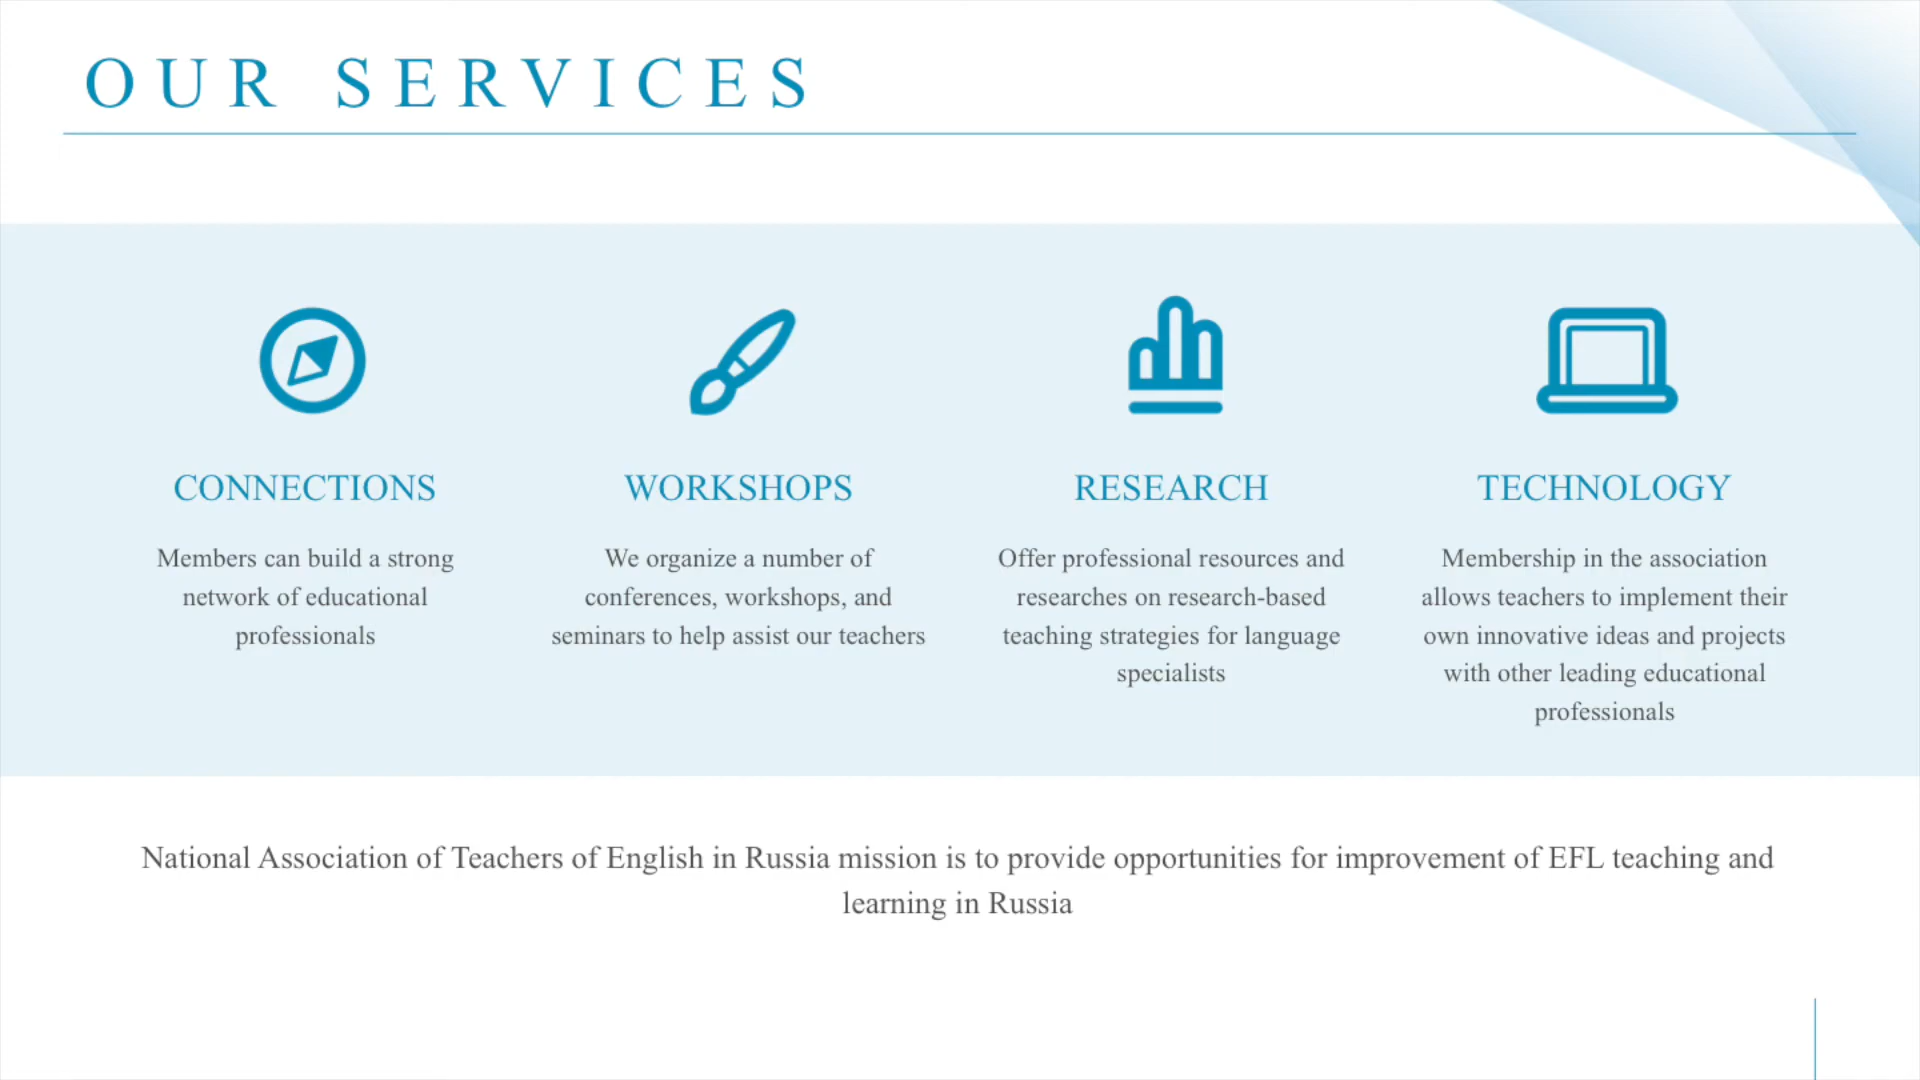 OUR SERVICES
CONNECTIONS
Members can build a strong
network of educational
professionals
WORKSHOPS
We organize a number of
conferences, workshops, and
seminars to help assist our teachers
RESEARCH
Offer professional resources and
researches on research-based
teaching strategies for language
specialists
TECHNOLOGY
Membership in the association
allows teachers to implement their
own innovative ideas and projects
with other leading educational
professionals
National Association of Teachers of English in Russia mission is to provide opportunities for improvement of EFL teaching and
learning in Russia